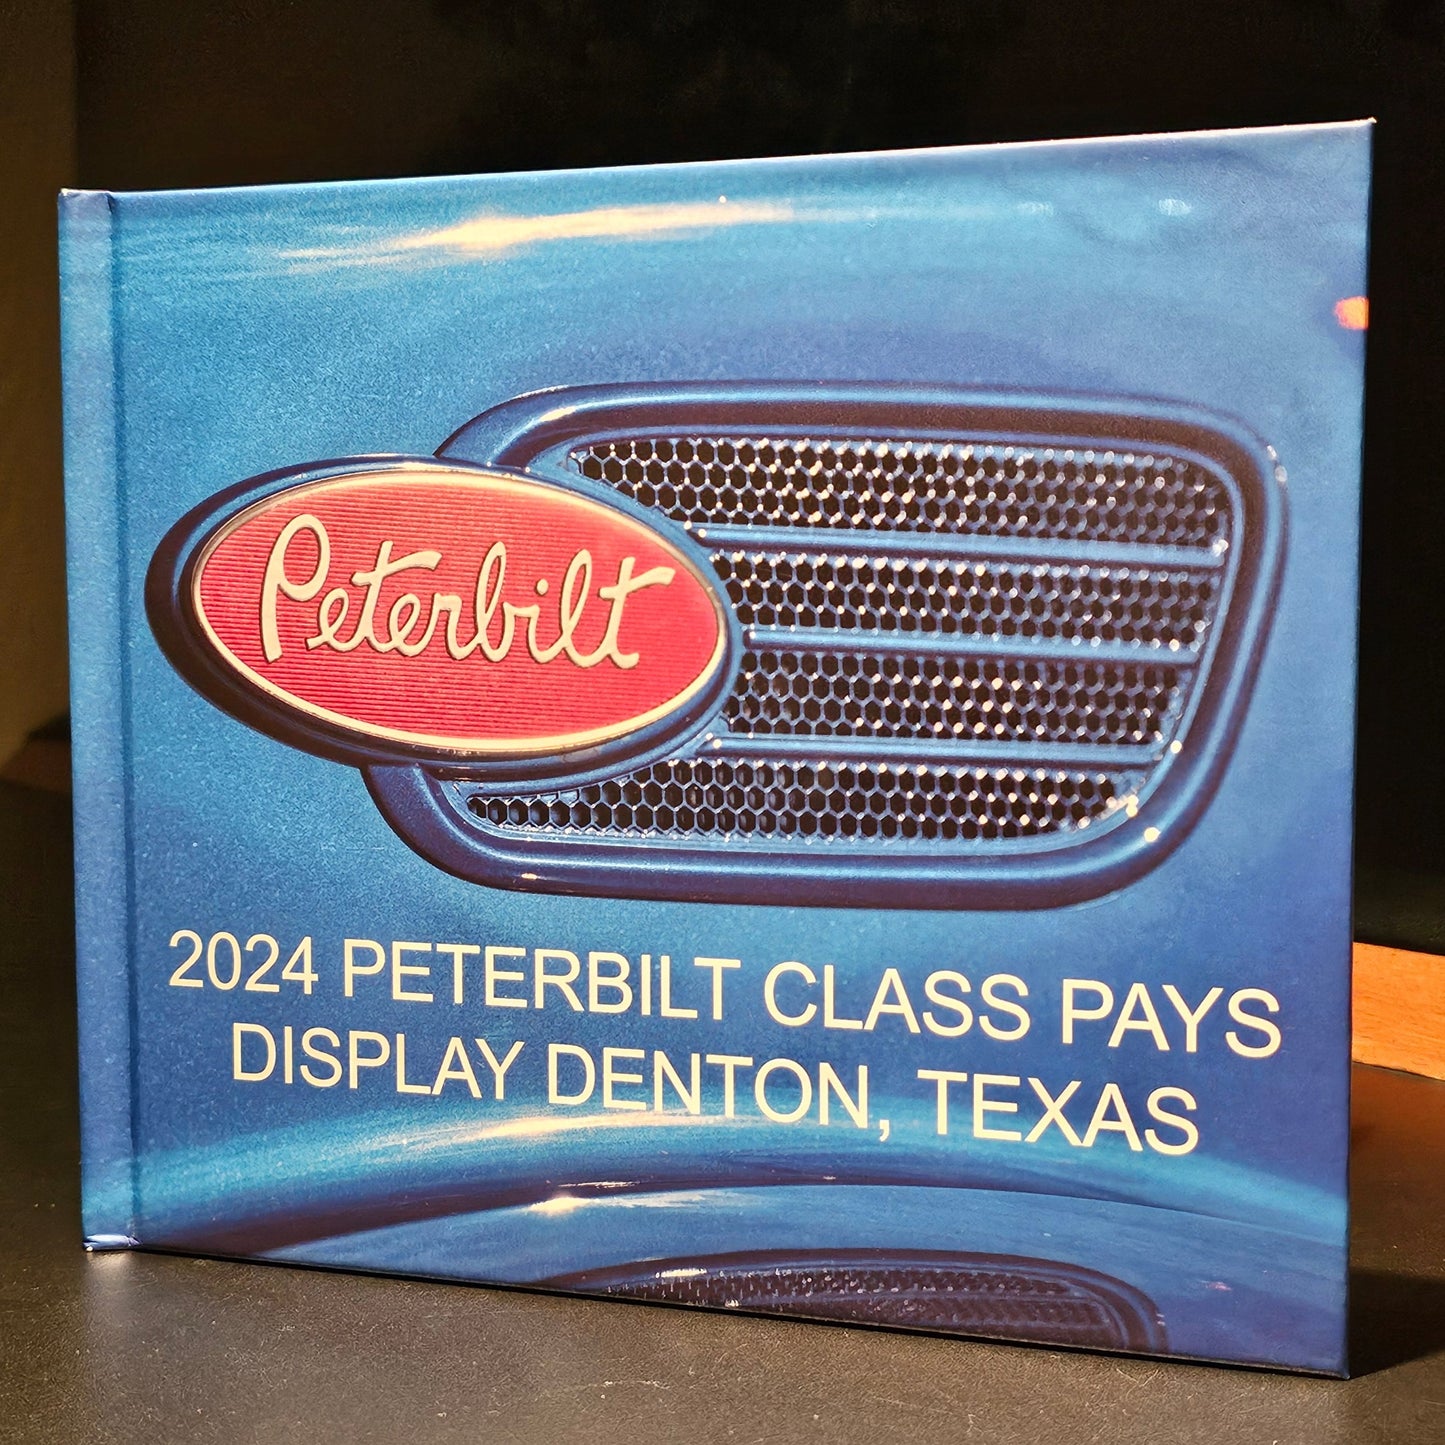 Peterbilt
2024 PETERBILT CLASS PAYS
DISPLAY DENTON, TEXAS